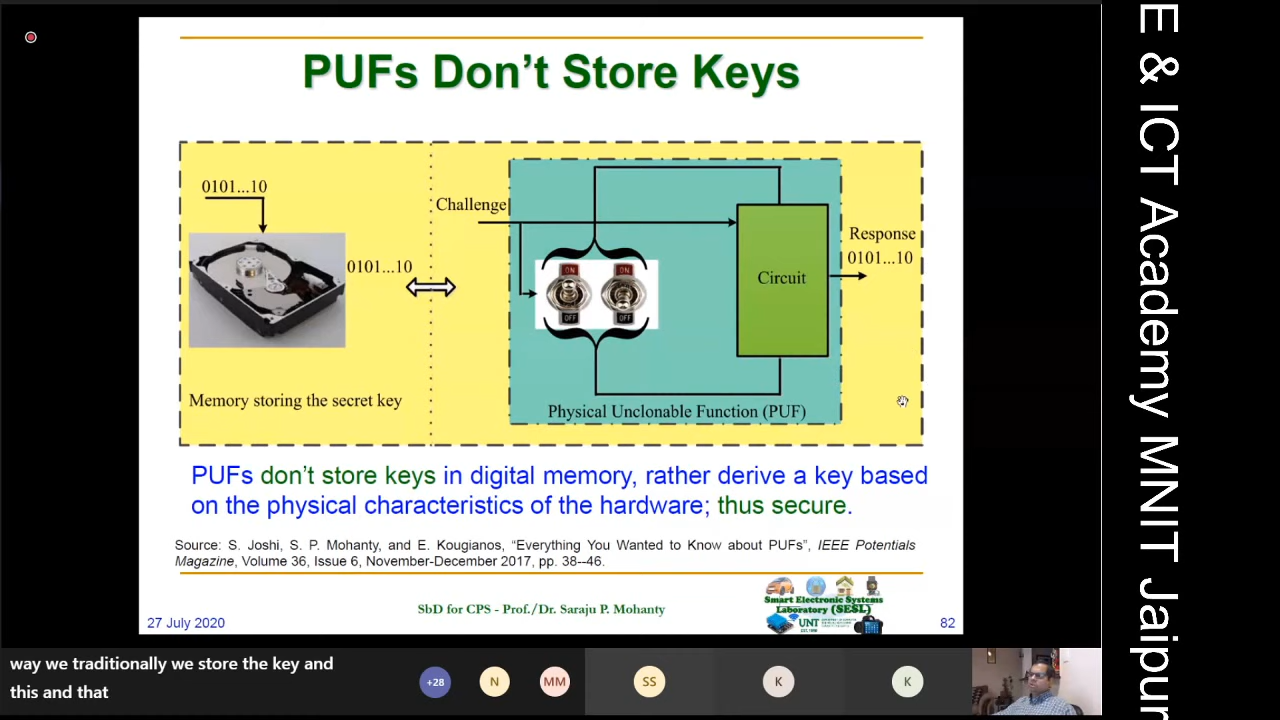 PUFs Don't Store Keys
0101...10
0101...10
Memory storing the secret key
Challenge
ON
ON
OFF
OFF
Circuit
Response
0101...10
Physical Unclonable Function (PUF)
PUFs don't store keys in digital memory, rather derive a key based
on the physical characteristics of the hardware; thus secure.
Source: S. Joshi, S. P. Mohanty, and E. Kougianos, "Everything You Wanted to Know about PUFs", IEEE Potentials
Magazine, Volume 36, Issue 6, November-December 2017, pp. 38--46.
27 July 2020
SbD for CPS - Prof./Dr. Saraju P. Mohanty
Smart Electronic Systems
Laboratory (SESL)
UNT
82
way we traditionally we store the key and
this and that
+28
N
MM
SS
K
K
E & ICT Academy MNIT Jaipur